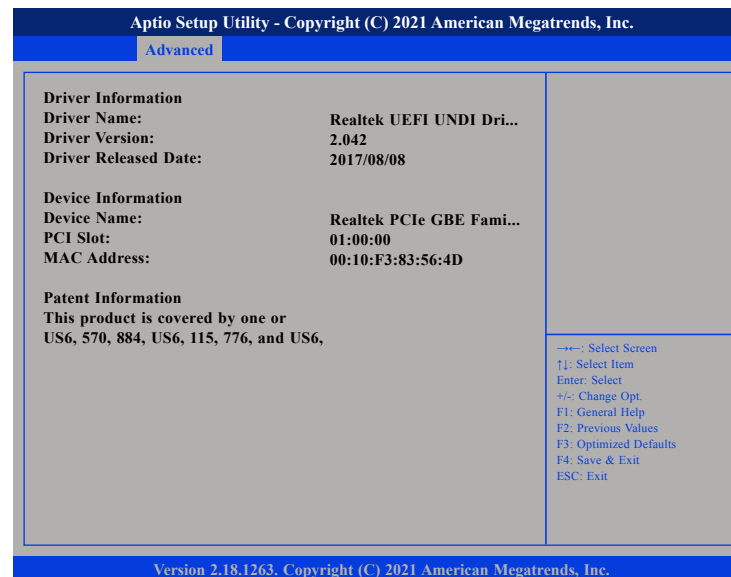 Aptio Setup Utility - Copyright (C) 2021 American Megatrends, Inc.
Advanced
Driver Information
Driver Name: Realtek UEFI UNDI Dri...
Driver Version: 2.042
Driver Released Date: 2017/08/08
Device Information
Device Name: Realtek PCIe GBE Fami...
PCI Slot: 01:00:00
MAC Address: 00:10:F3:83:56:4D
Patent Information
This product is covered by one or
US6, 570, 884, US6, 115, 776, and US6,
→←: Select Screen
↑↓: Select Item
Enter: Select
+/-: Change Opt.
F1: General Help
F2: Previous Values
F3: Optimized Defaults
F4: Save & Exit
ESC: Exit
Version 2.18.1263. Copyright (C) 2021 American Megatrends, Inc.